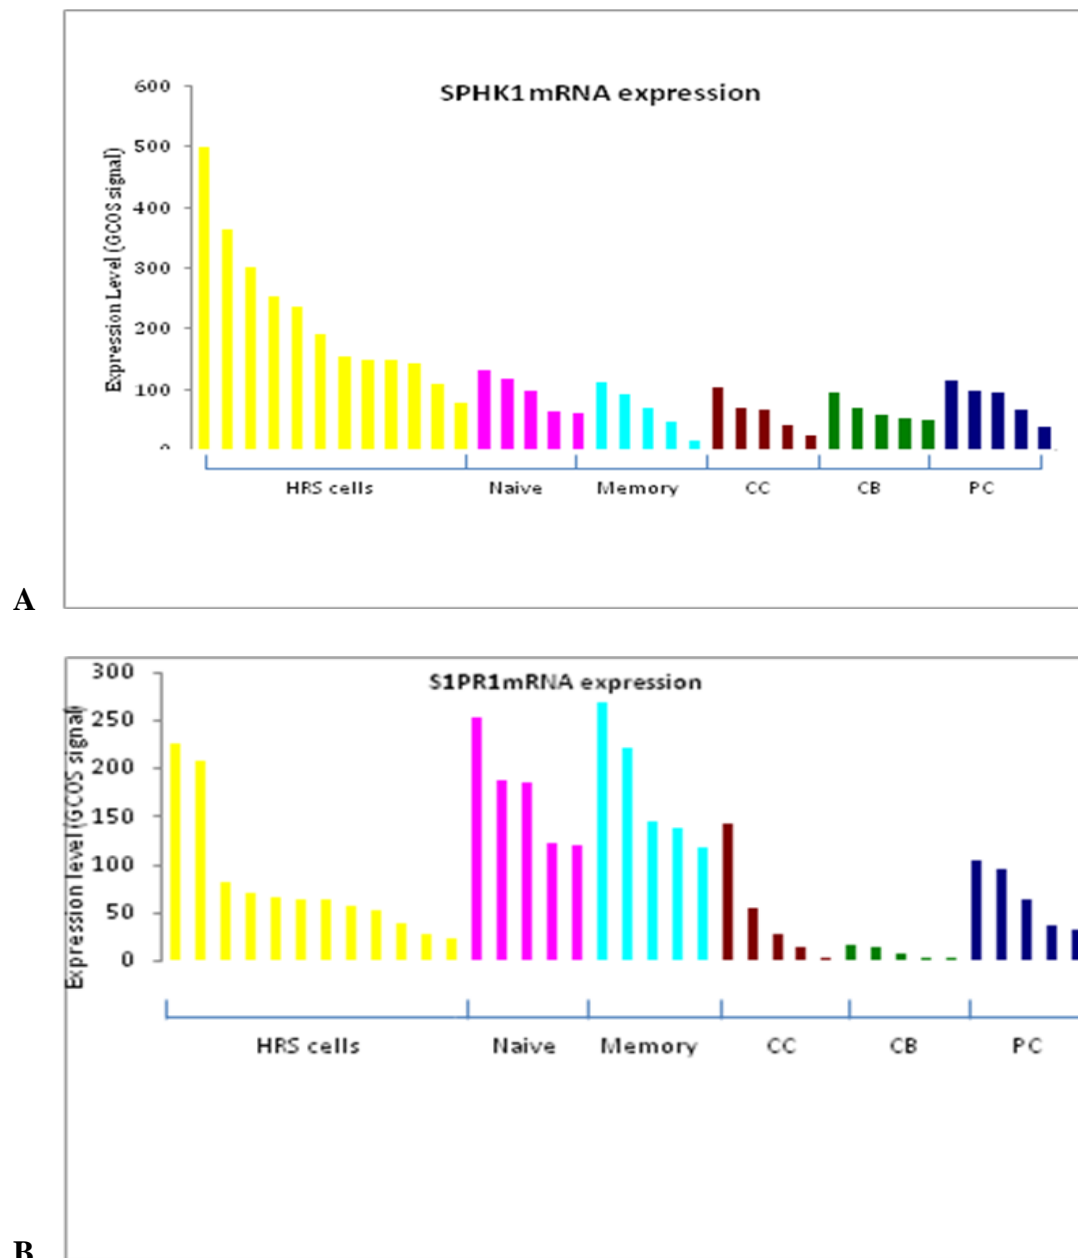 SPHK1mRNA expression
Expression Level (GCOS signal)
600
500
400
300
200
100
0
HRS cells Naive Memory CC CB PC
A
S1PR1mRNA expression
Expression level (GCOS signal)
300
250
200
150
100
50
0
HRS cells Naive Memory CC CB PC
B